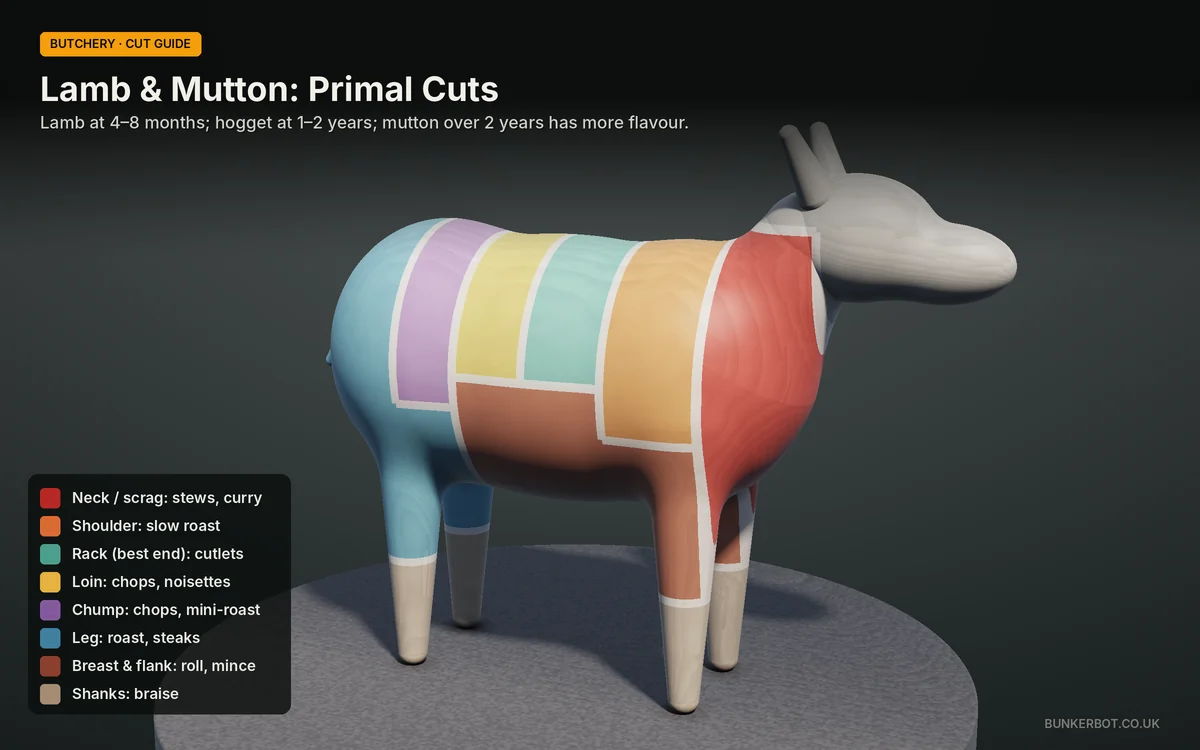 BUTCHERY · CUT GUIDE
Lamb & Mutton: Primal Cuts
Lamb at 4–8 months; hogget at 1–2 years; mutton over 2 years has more flavour.
Neck / scrag: stews, curry
Shoulder: slow roast
Rack (best end): cutlets
Loin: chops, noisettes
Chump: chops, mini-roast
Leg: roast, steaks
Breast & flank: roll, mince
Shanks: braise
BUNKERBOT.CO.UK